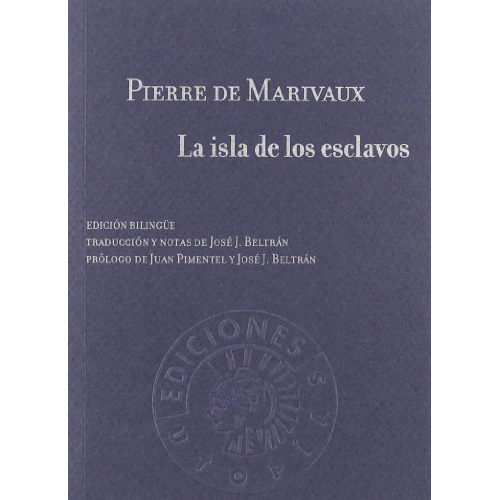 Pierre de Marivaux
La isla de los esclavos
edición bilingüe
traducción y notas de José J. Beltrán
prólogo de Juan Pimentel y José J. Beltrán
EDICIONES